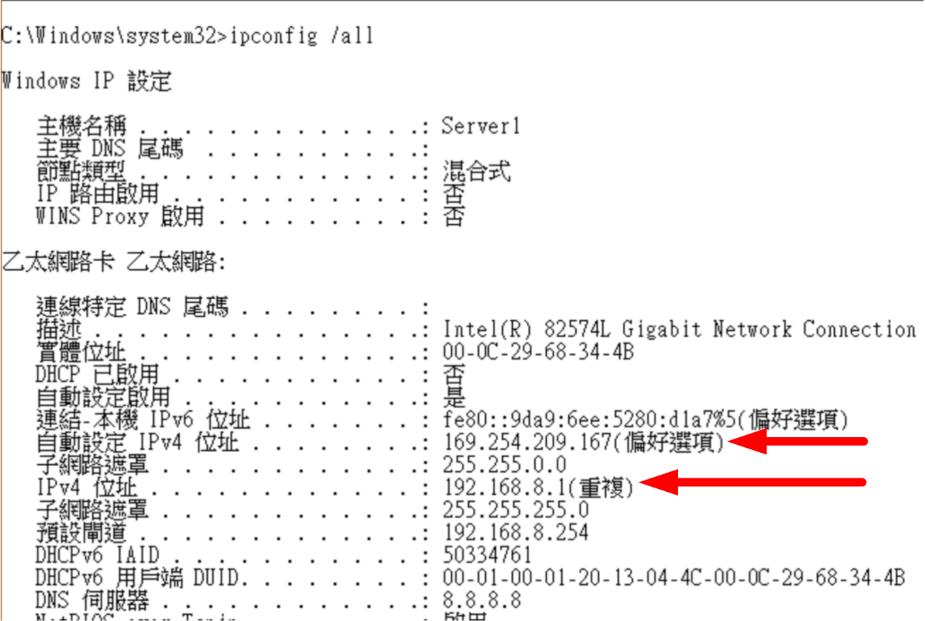 C:\Windows\system32>ipconfig /all
Windows IP 設定
主機名稱 . . . . . . . . . . . . .: Server1
主要 DNS 尾碼 . . . . . . . . . .:
節點類型 . . . . . . . . . . . . .: 混合式
IP 路由啟用 . . . . . . . . . . . : 否
WINS Proxy 啟用 . . . . . . . . . : 否
乙太網路卡 乙太網路:
連線特定 DNS 尾碼 . . . . . . . . :
描述 . . . . . . . . . . . . . . .: Intel(R) 82574L Gigabit Network Connection
實體位址 . . . . . . . . . . . . .: 00-0C-29-68-34-4B
DHCP 已啟用 . . . . . . . . . . . : 否
自動設定啟用 . . . . . . . . . . .: 是
連結-本機 IPv6 位址 . . . . . . . : fe80::9da9:6ee:5280:d1a7%5(偏好選項)
自動設定 IPv4 位址 . . . . . . . .: 169.254.209.167(偏好選項)
子網路遮罩 . . . . . . . . . . . .: 255.255.0.0
IPv4 位址 . . . . . . . . . . . . : 192.168.8.1(重複)
子網路遮罩 . . . . . . . . . . . .: 255.255.255.0
預設閘道 . . . . . . . . . . . . .: 192.168.8.254
DHCPv6 IAID . . . . . . . . . . . : 50334761
DHCPv6 用戶端 DUID. . . . . . . . : 00-01-00-01-20-13-04-4C-00-0C-29-68-34-4B
DNS 伺服器 . . . . . . . . . . . .: 8.8.8.8